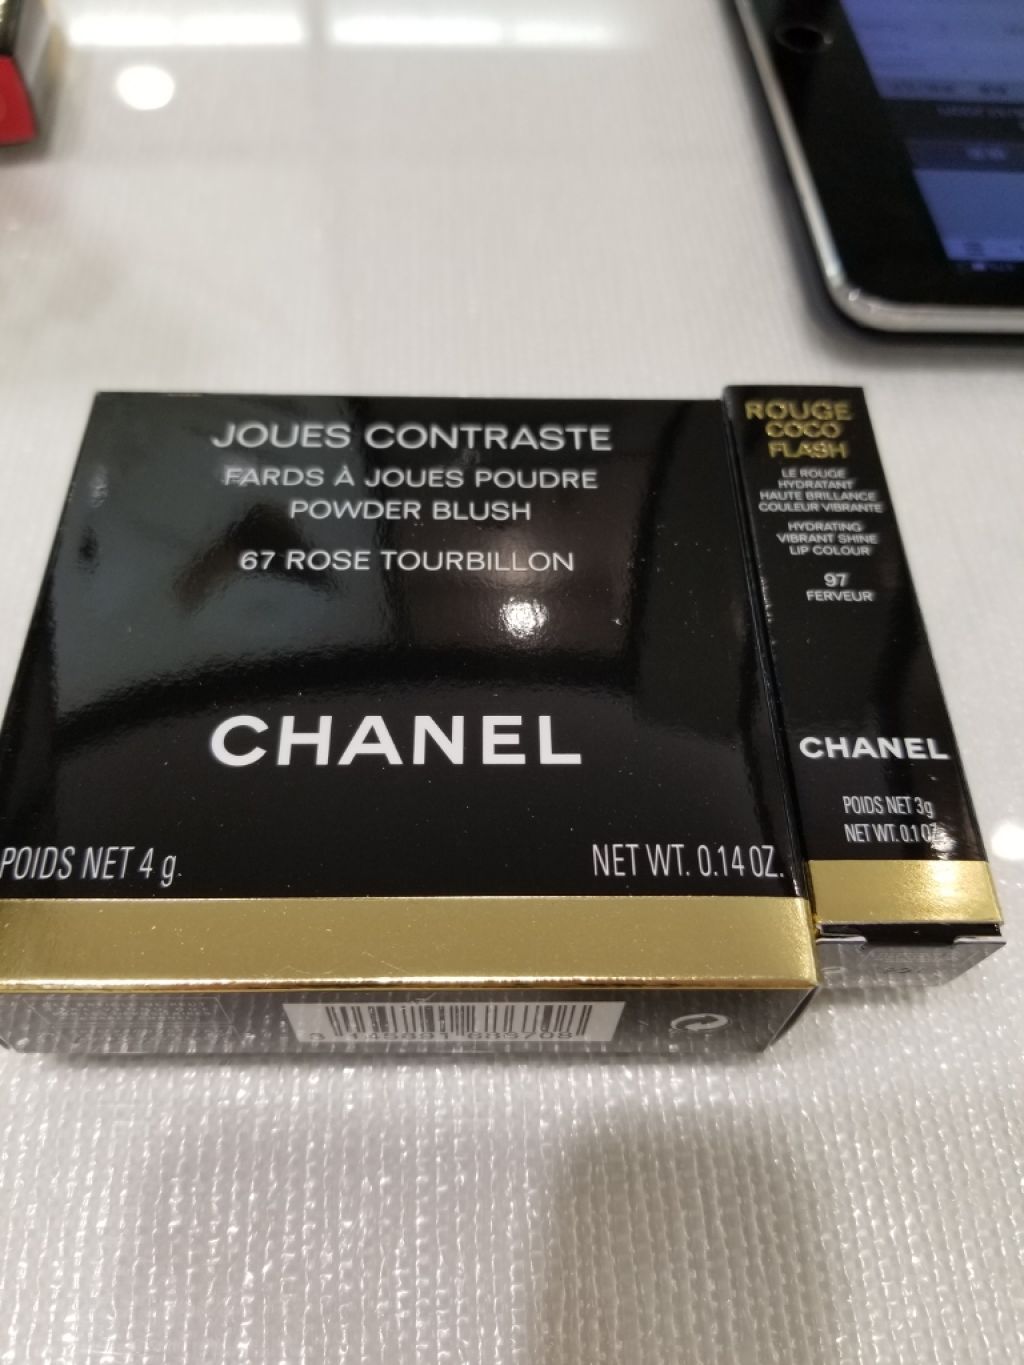 JOUES CONTRASTE
FARDS À JOUES POUDRE
POWDER BLUSH
67 ROSE TOURBILLON
CHANEL
POIDS NET 4 g
NET WT. 0.14 OZ.
ROUGE
COCO
FLASH
LE ROUGE
HYDRATANT
HAUTE BRILLANCE
COULEUR VIBRANTE
HYDRATING
VIBRANT SHINE
LIP COLOUR
97
FERVEUR
CHANEL
POIDS NET 3g
NET WT. 0.1 OZ.